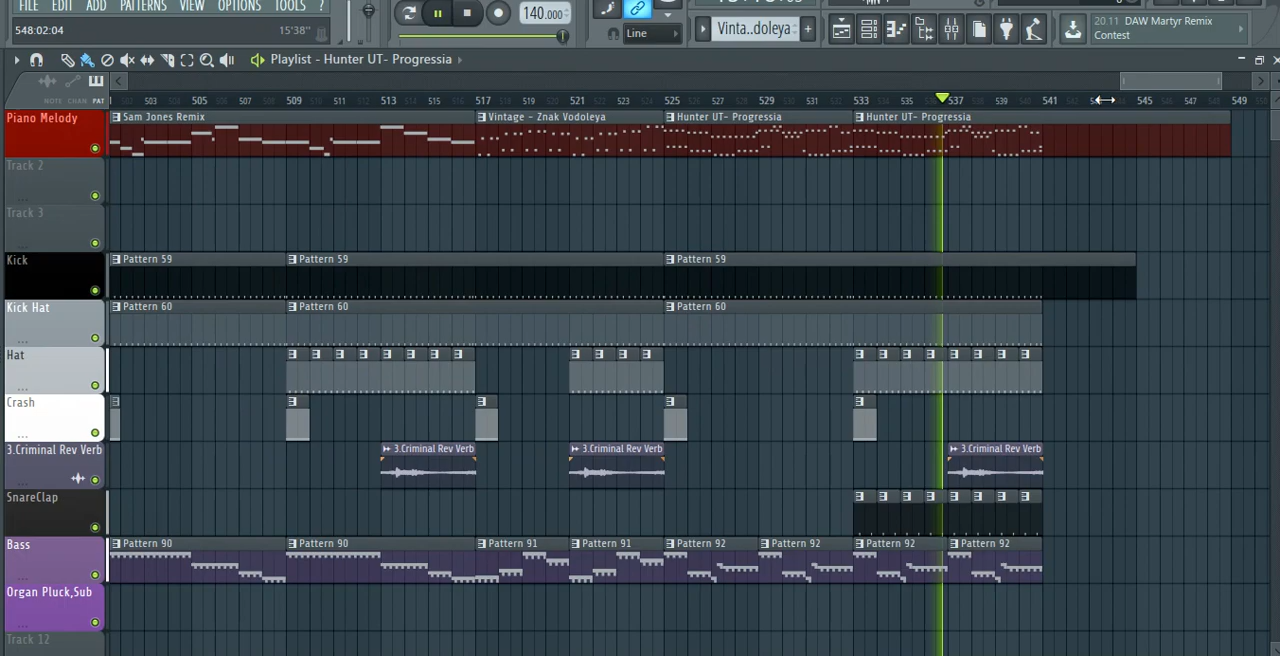 FILE EDIT ADD PATTERNS VIEW OPTIONS TOOLS ?
548:02:04 15'38"
140.000
Line
Vinta..doleya
20.11 DAW Martyr Remix
Contest
Playlist - Hunter UT- Progressia
NOTE CHAN PAT
503 505 507 509 511 513 515 517 519 521 523 525 527 529 531 533 535 537 539 541 545 547 549
Piano Melody
Sam Jones Remix
Vintage - Znak Vodoleya
Hunter UT- Progressia
Hunter UT- Progressia
Track 2
Track 3
Kick
Pattern 59
Pattern 59
Pattern 59
Kick Hat
Pattern 60
Pattern 60
Pattern 60
Hat
Crash
3.Criminal Rev Verb
3.Criminal Rev Verb
3.Criminal Rev Verb
3.Criminal Rev Verb
SnareClap
Bass
Pattern 90
Pattern 90
Pattern 91
Pattern 91
Pattern 92
Pattern 92
Pattern 92
Pattern 92
Organ Pluck,Sub
Track 12